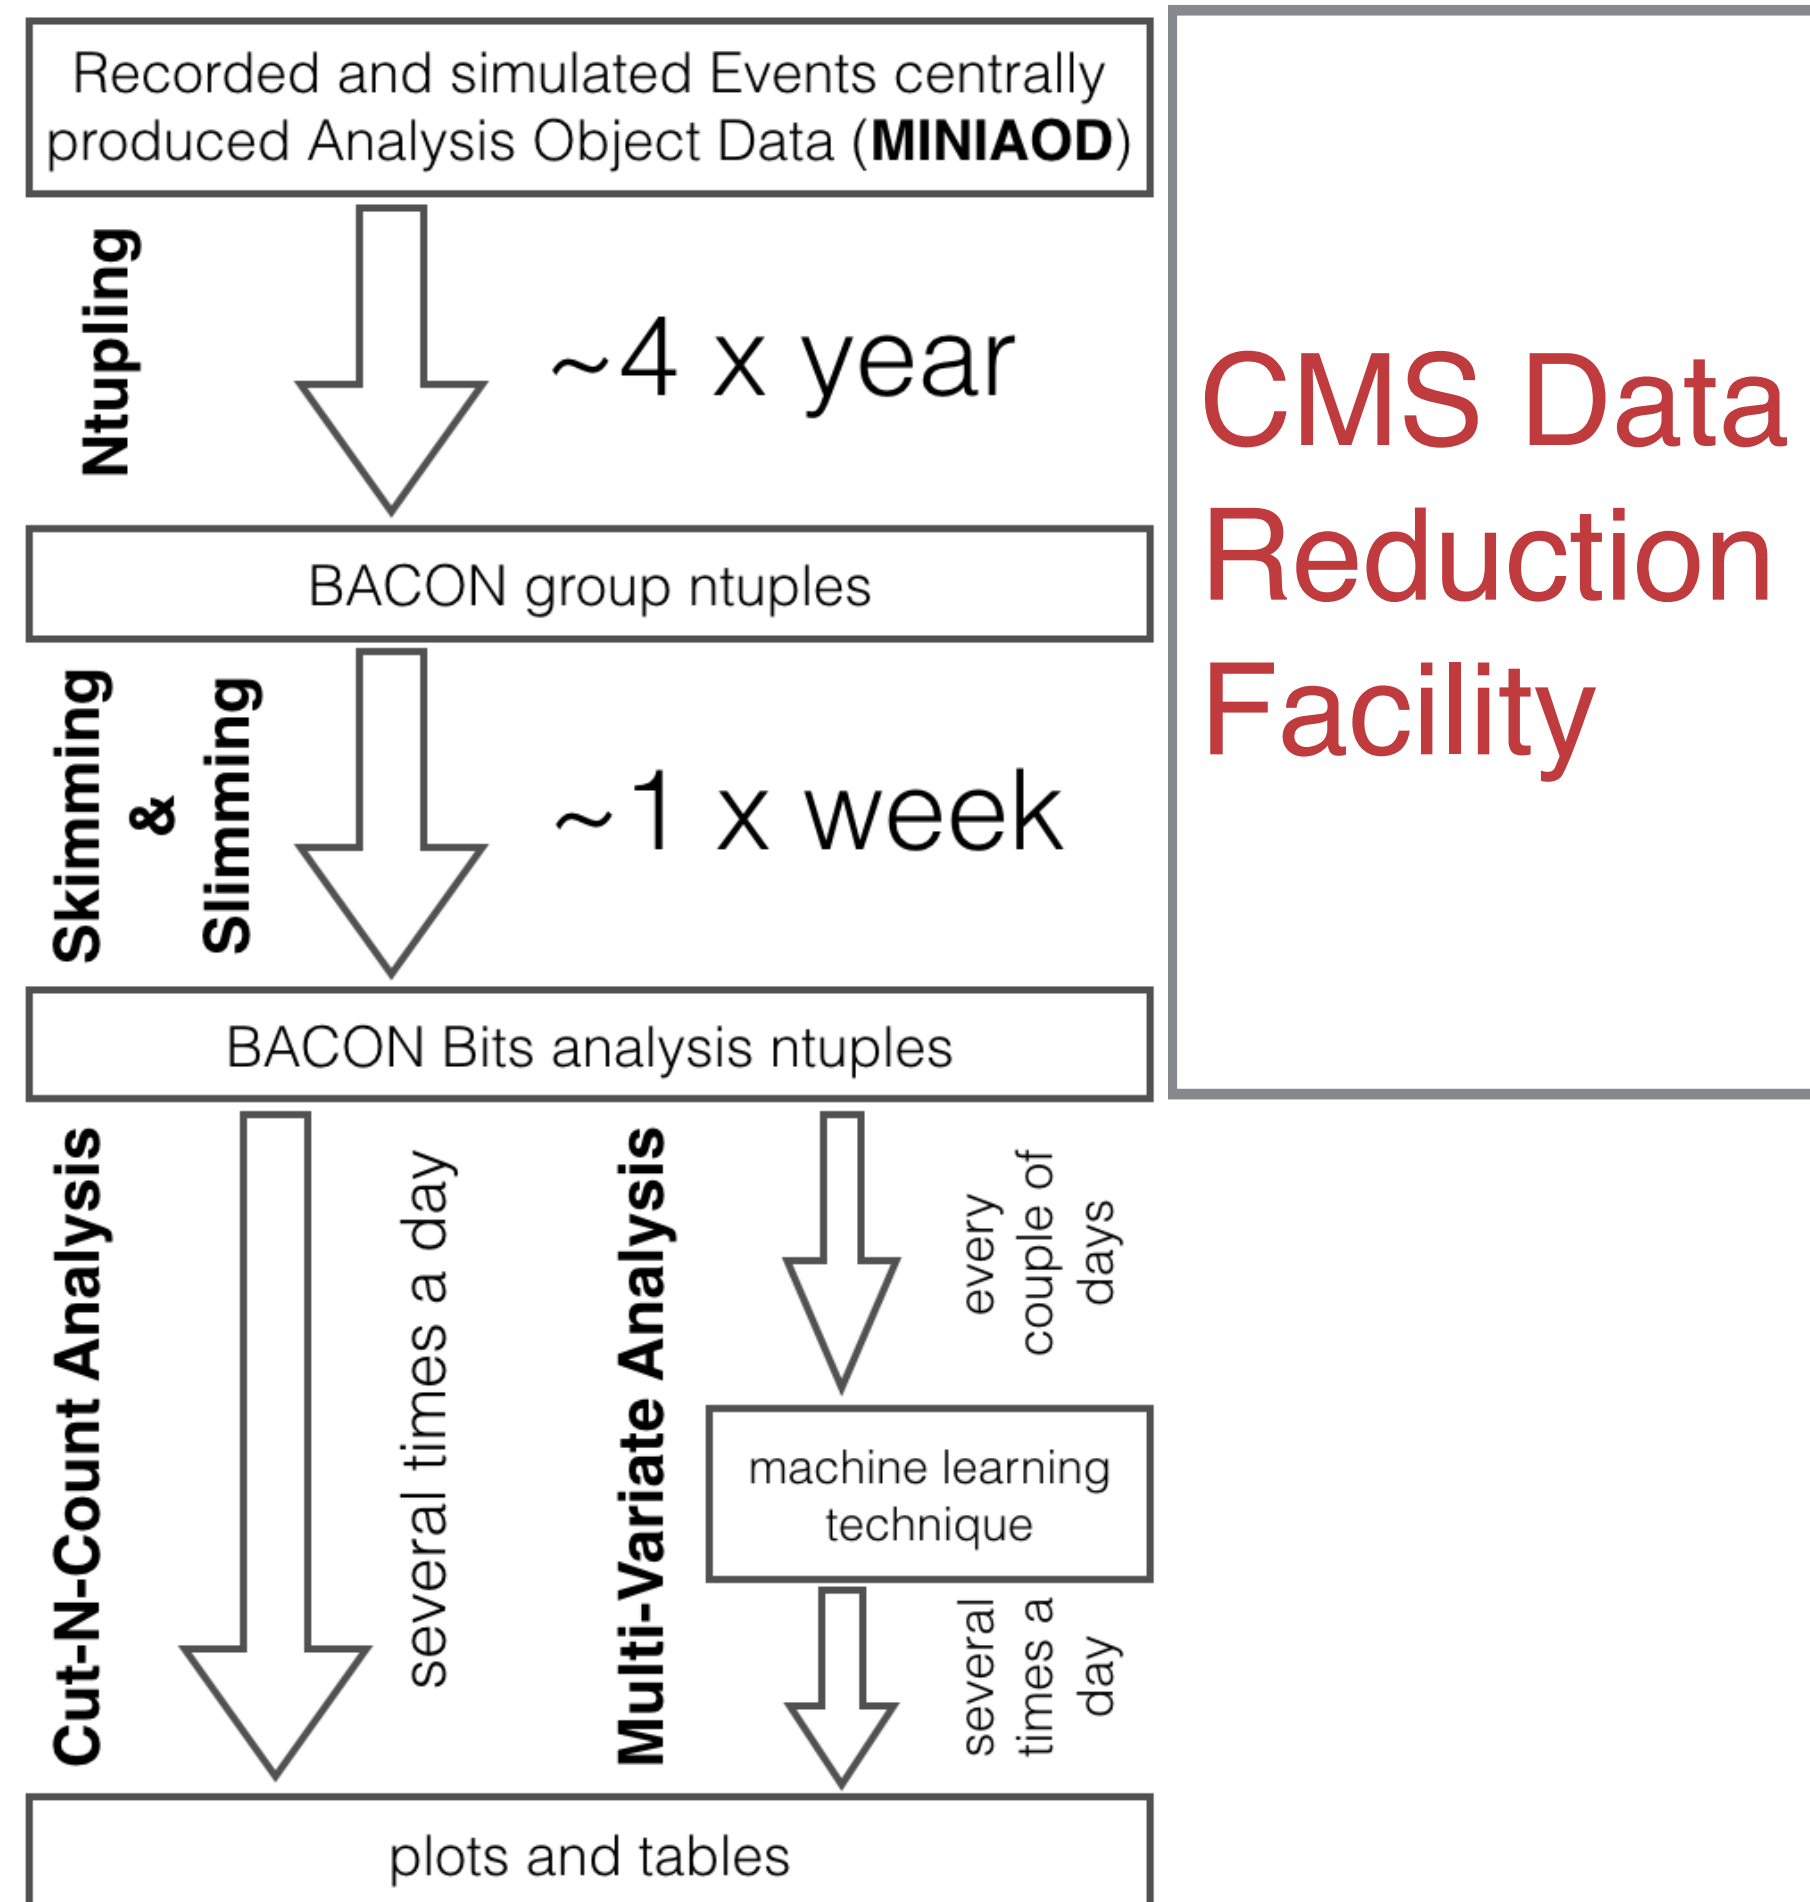 Recorded and simulated Events centrally
produced Analysis Object Data (MINIAOD)
Ntupling
~4 x year
CMS Data
Reduction
Facility
BACON group ntuples
Skimming
&
Slimming
~1 x week
BACON Bits analysis ntuples
Cut-N-Count Analysis
several times a day
Multi-Variate Analysis
every
couple of
days
machine learning
technique
several
times a
day
plots and tables